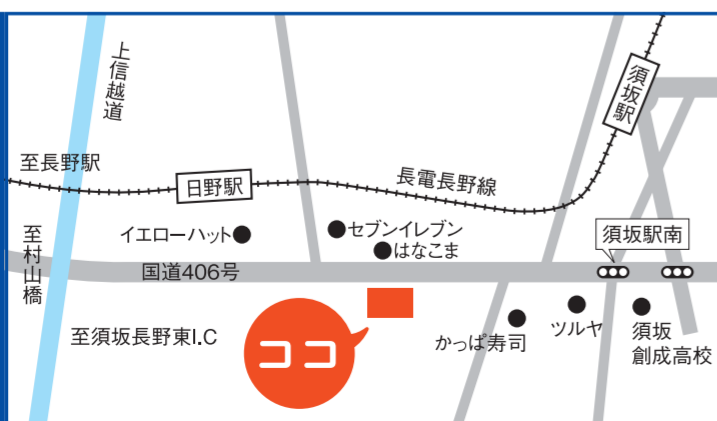 上信越道
須坂駅
至長野駅
日野駅
長電長野線
イエローハット
セブンイレブン
はなこま
須坂駅南
至村山橋
国道406号
至須坂長野東I.C
ココ
かっぱ寿司
ツルヤ
須坂
創成高校